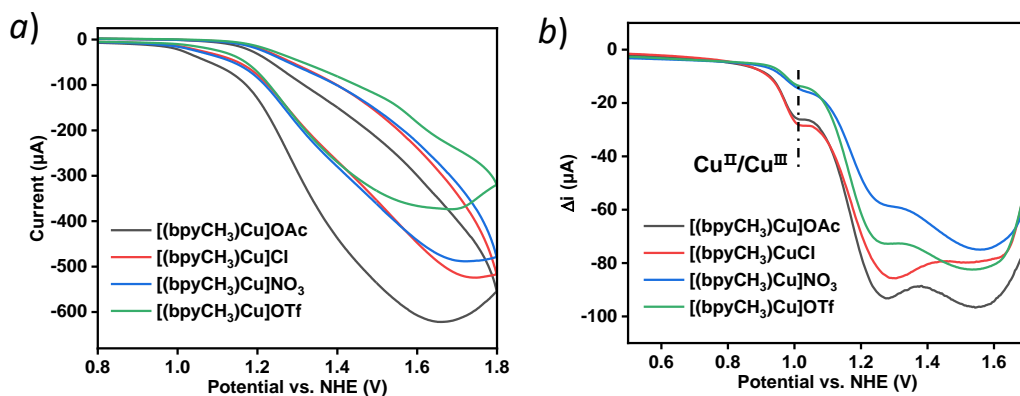 a)
0
-100
-200
-300
-400
-500
-600
Current (µA)
[(bpyCH₃)Cu]OAc
[(bpyCH₃)Cu]Cl
[(bpyCH₃)Cu]NO₃
[(bpyCH₃)Cu]OTf
0.8 1.0 1.2 1.4 1.6 1.8
Potential vs. NHE (V)
b)
0
-20
-40
-60
-80
-100
Δi (µA)
Cuᴵᴵ/Cuᴵᴵᴵ
[(bpyCH₃)Cu]OAc
[(bpyCH₃)CuCl
[(bpyCH₃)Cu]NO₃
[(bpyCH₃)Cu]OTf
0.6 0.8 1.0 1.2 1.4 1.6
Potential vs. NHE (V)